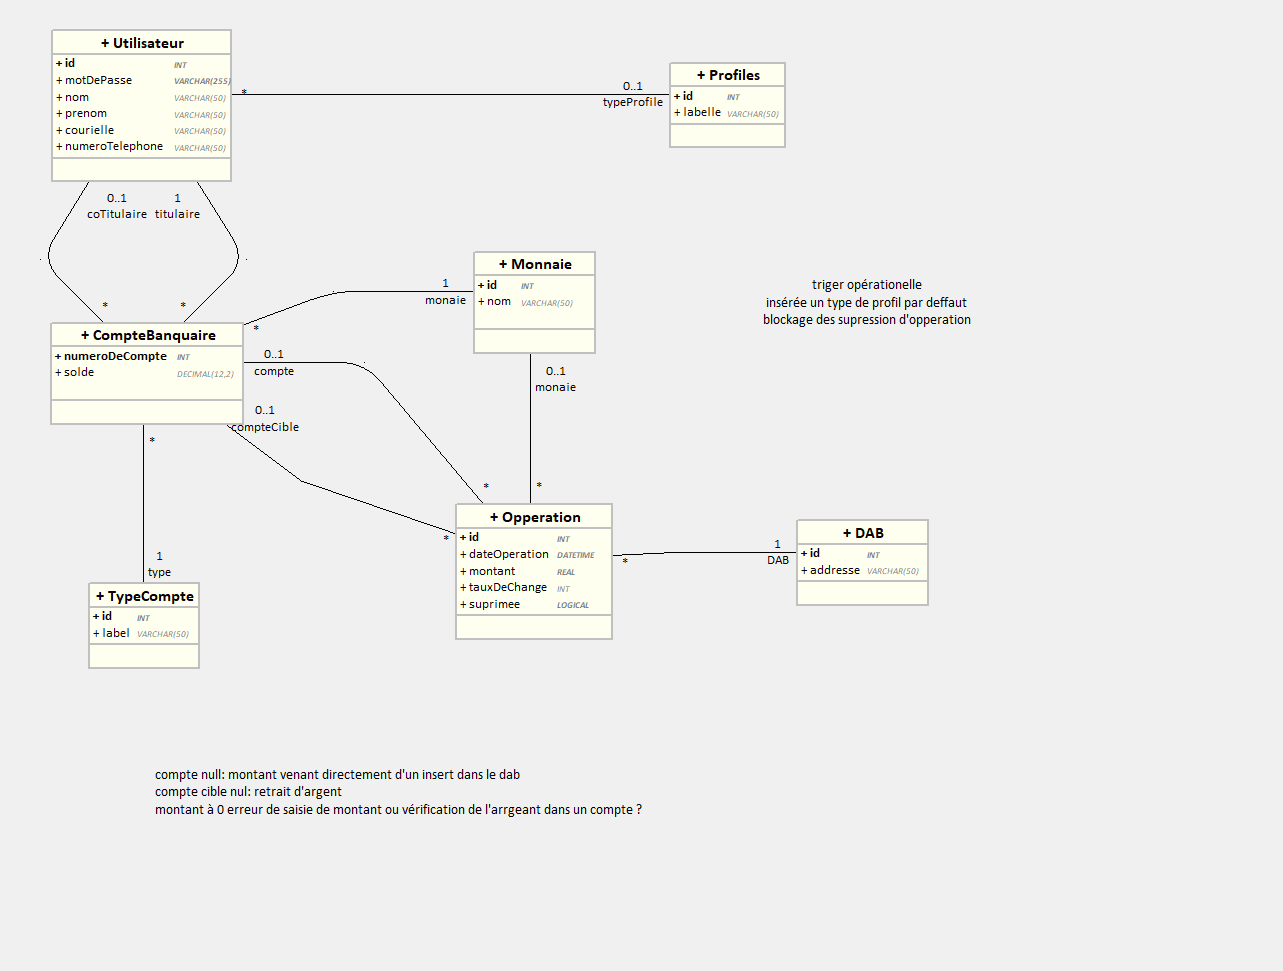 + Utilisateur
+ id INT
+ motDePasse VARCHAR(255)
+ nom VARCHAR(50)
+ prenom VARCHAR(50)
+ courielle VARCHAR(50)
+ numeroTelephone VARCHAR(50)
*
0..1
typeProfile
+ Profiles
+ id INT
+ labelle VARCHAR(50)
0..1
coTitulaire
1
titulaire
*
*
+ Monnaie
+ id INT
+ nom VARCHAR(50)
1
monaie
*
triger opérationelle
insérée un type de profil par deffaut
blockage des supression d'opperation
+ CompteBanquaire
+ numeroDeCompte INT
+ solde DECIMAL(12,2)
0..1
compte
0..1
compteCible
0..1
monaie
*
*
*
*
+ Opperation
+ id INT
+ dateOperation DATETIME
+ montant REAL
+ tauxDeChange INT
+ suprimee LOGICAL
*
1
DAB
+ DAB
+ id INT
+ addresse VARCHAR(50)
1
type
+ TypeCompte
+ id INT
+ label VARCHAR(50)
compte null: montant venant directement d'un insert dans le dab
compte cible nul: retrait d'argent
montant à 0 erreur de saisie de montant ou vérification de l'arrgeant dans un compte ?